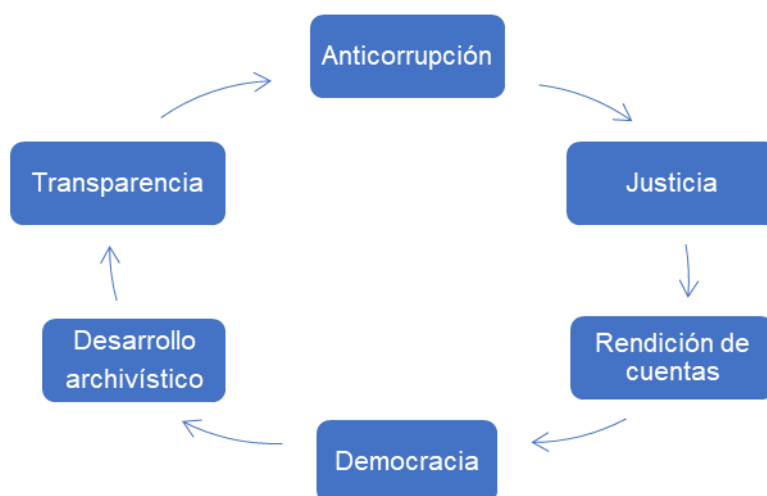 Anticorrupción
Transparencia
Justicia
Desarrollo
archivístico
Rendición de
cuentas
Democracia